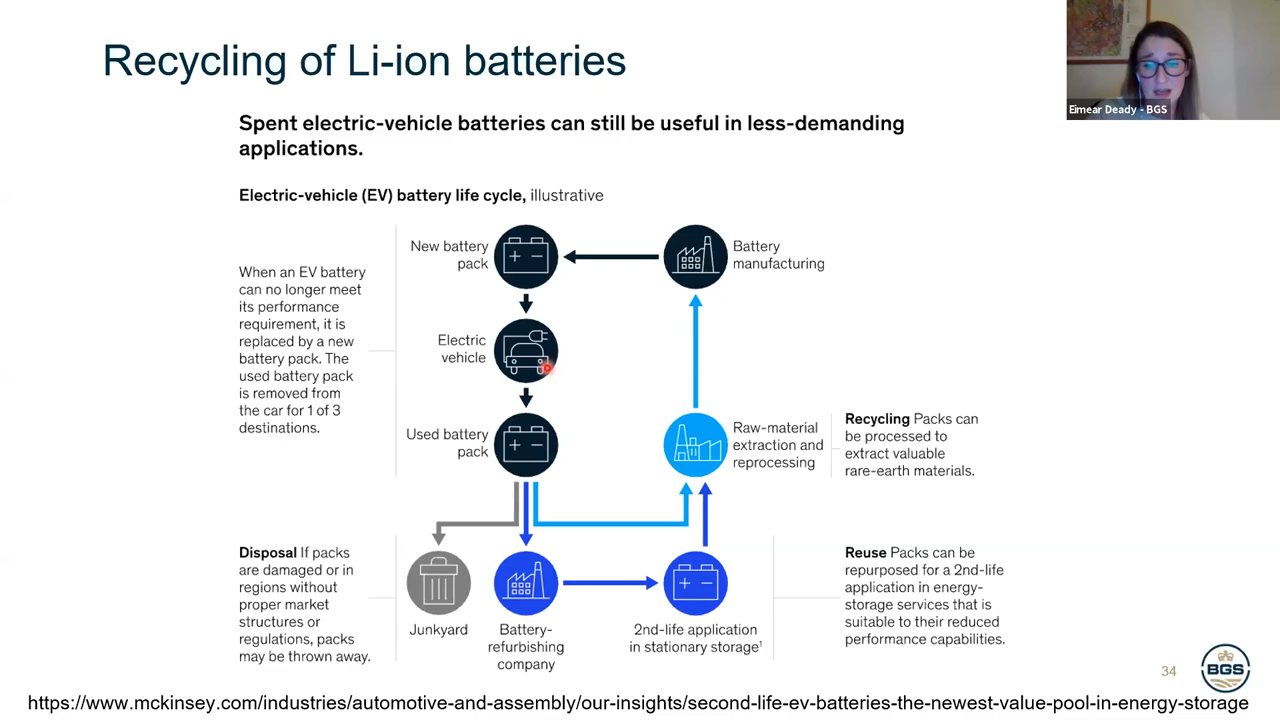 Recycling of Li-ion batteries
Eimear Deady - BGS
Spent electric-vehicle batteries can still be useful in less-demanding
applications.
Electric-vehicle (EV) battery life cycle, illustrative
When an EV battery
can no longer meet
its performance
requirement, it is
replaced by a new
battery pack. The
used battery pack
is removed from
the car for 1 of 3
destinations.
New battery
pack
Battery
manufacturing
Electric
vehicle
Used battery
pack
Raw-material
extraction and
reprocessing
Recycling Packs can
be processed to
extract valuable
rare-earth materials.
Disposal If packs
are damaged or in
regions without
proper market
structures or
regulations, packs
may be thrown away.
Junkyard
Battery-
refurbishing
company
2nd-life application
in stationary storage¹
Reuse Packs can be
repurposed for a 2nd-life
application in energy-
storage services that is
suitable to their reduced
performance capabilities.
34
BGS
https://www.mckinsey.com/industries/automotive-and-assembly/our-insights/second-life-ev-batteries-the-newest-value-pool-in-energy-storage